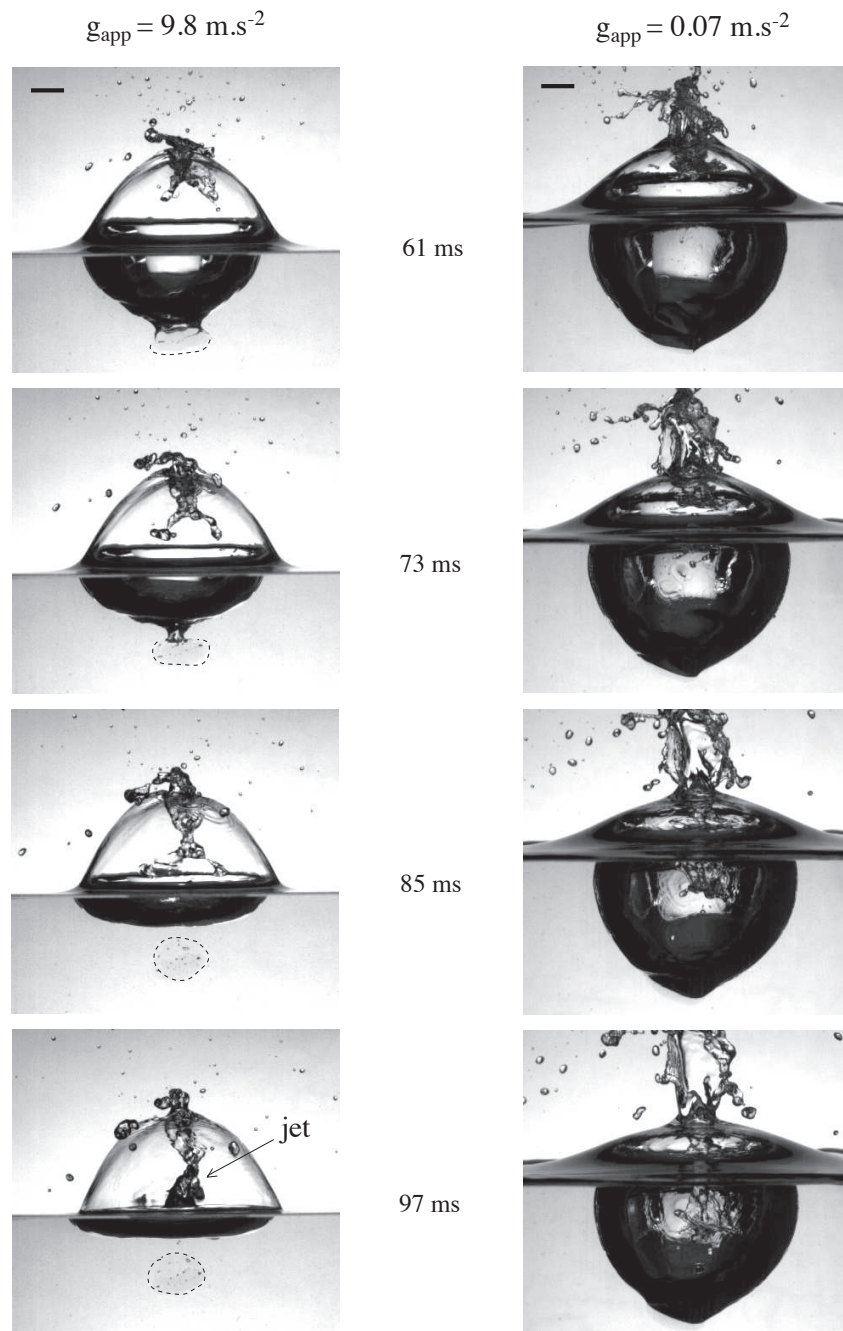 g_app = 9.8 m.s^-2
g_app = 0.07 m.s^-2
61 ms
73 ms
85 ms
jet
97 ms